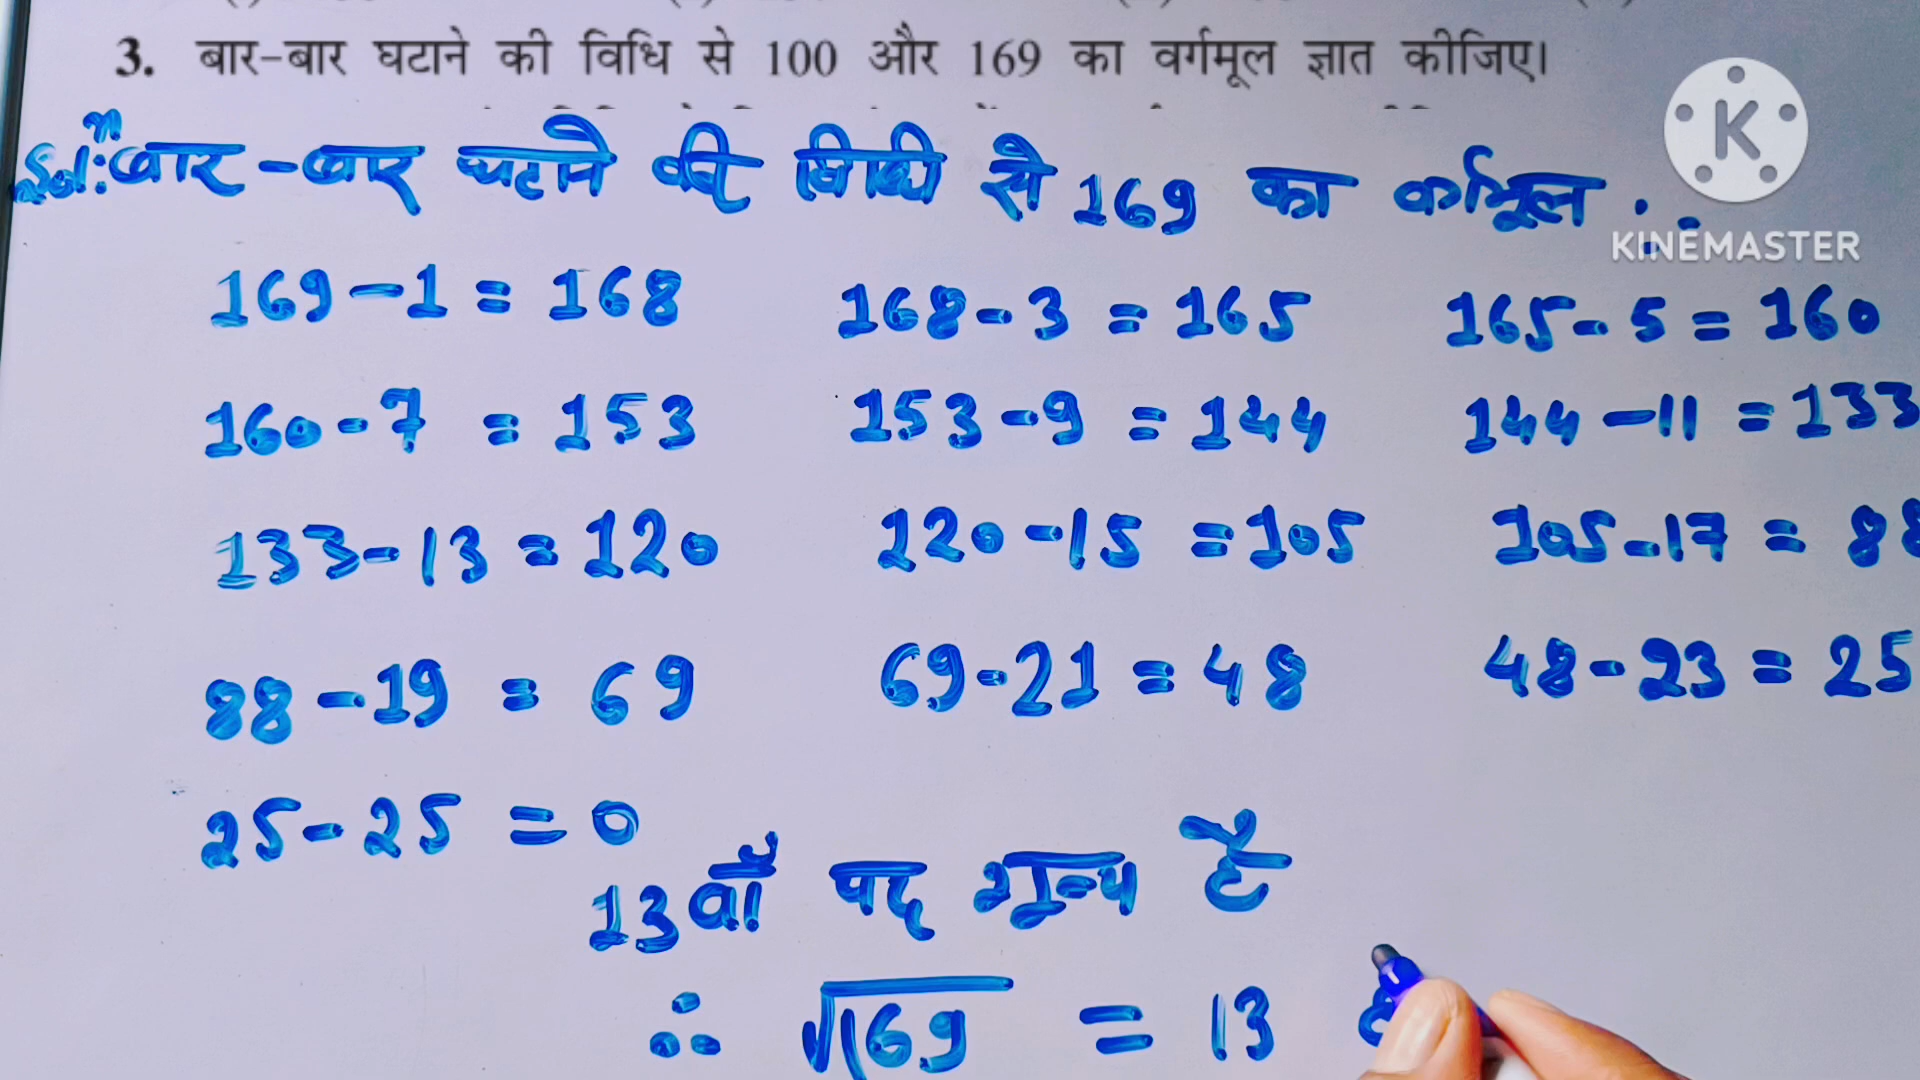 3. बार-बार घटाने की विधि से 100 और 169 का वर्गमूल ज्ञात कीजिए।
Solⁿ: बार-बार घटाने की विधी से 169 का वर्गमूल :-
KINEMASTER
169-1 = 168 168-3 = 165 165-5 = 160
160-7 = 153 153-9 = 144 144-11 = 133
133-13 = 120 120-15 = 105 105-17 = 88
88-19 = 69 69-21 = 48 48-23 = 25
25-25 = 0
13वाँ पद शून्य है
∴ √169 = 13